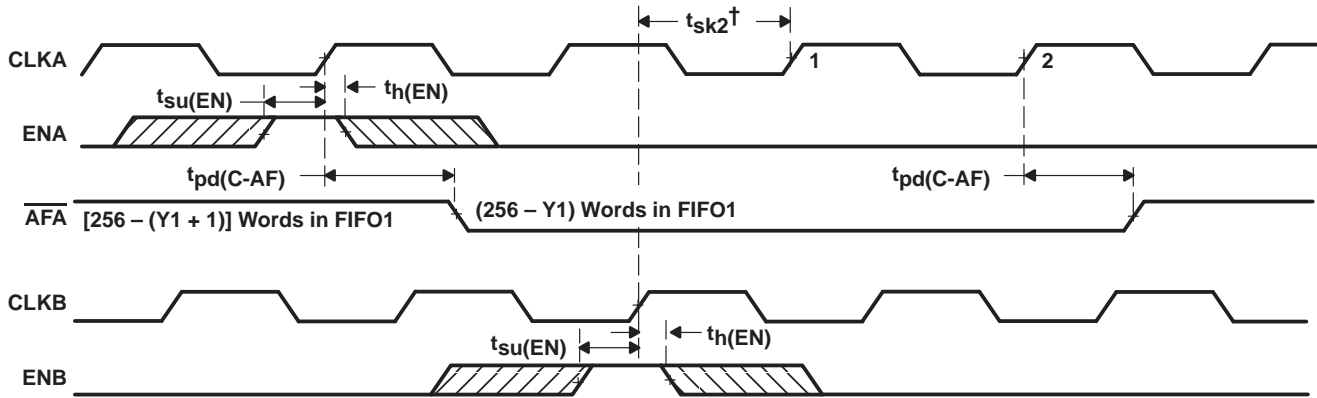 tsk2†
CLKA
1
2
tsu(EN)
th(EN)
ENA
tpd(C-AF)
tpd(C-AF)
AFA
[256 – (Y1 + 1)] Words in FIFO1
(256 – Y1) Words in FIFO1
CLKB
tsu(EN)
th(EN)
ENB